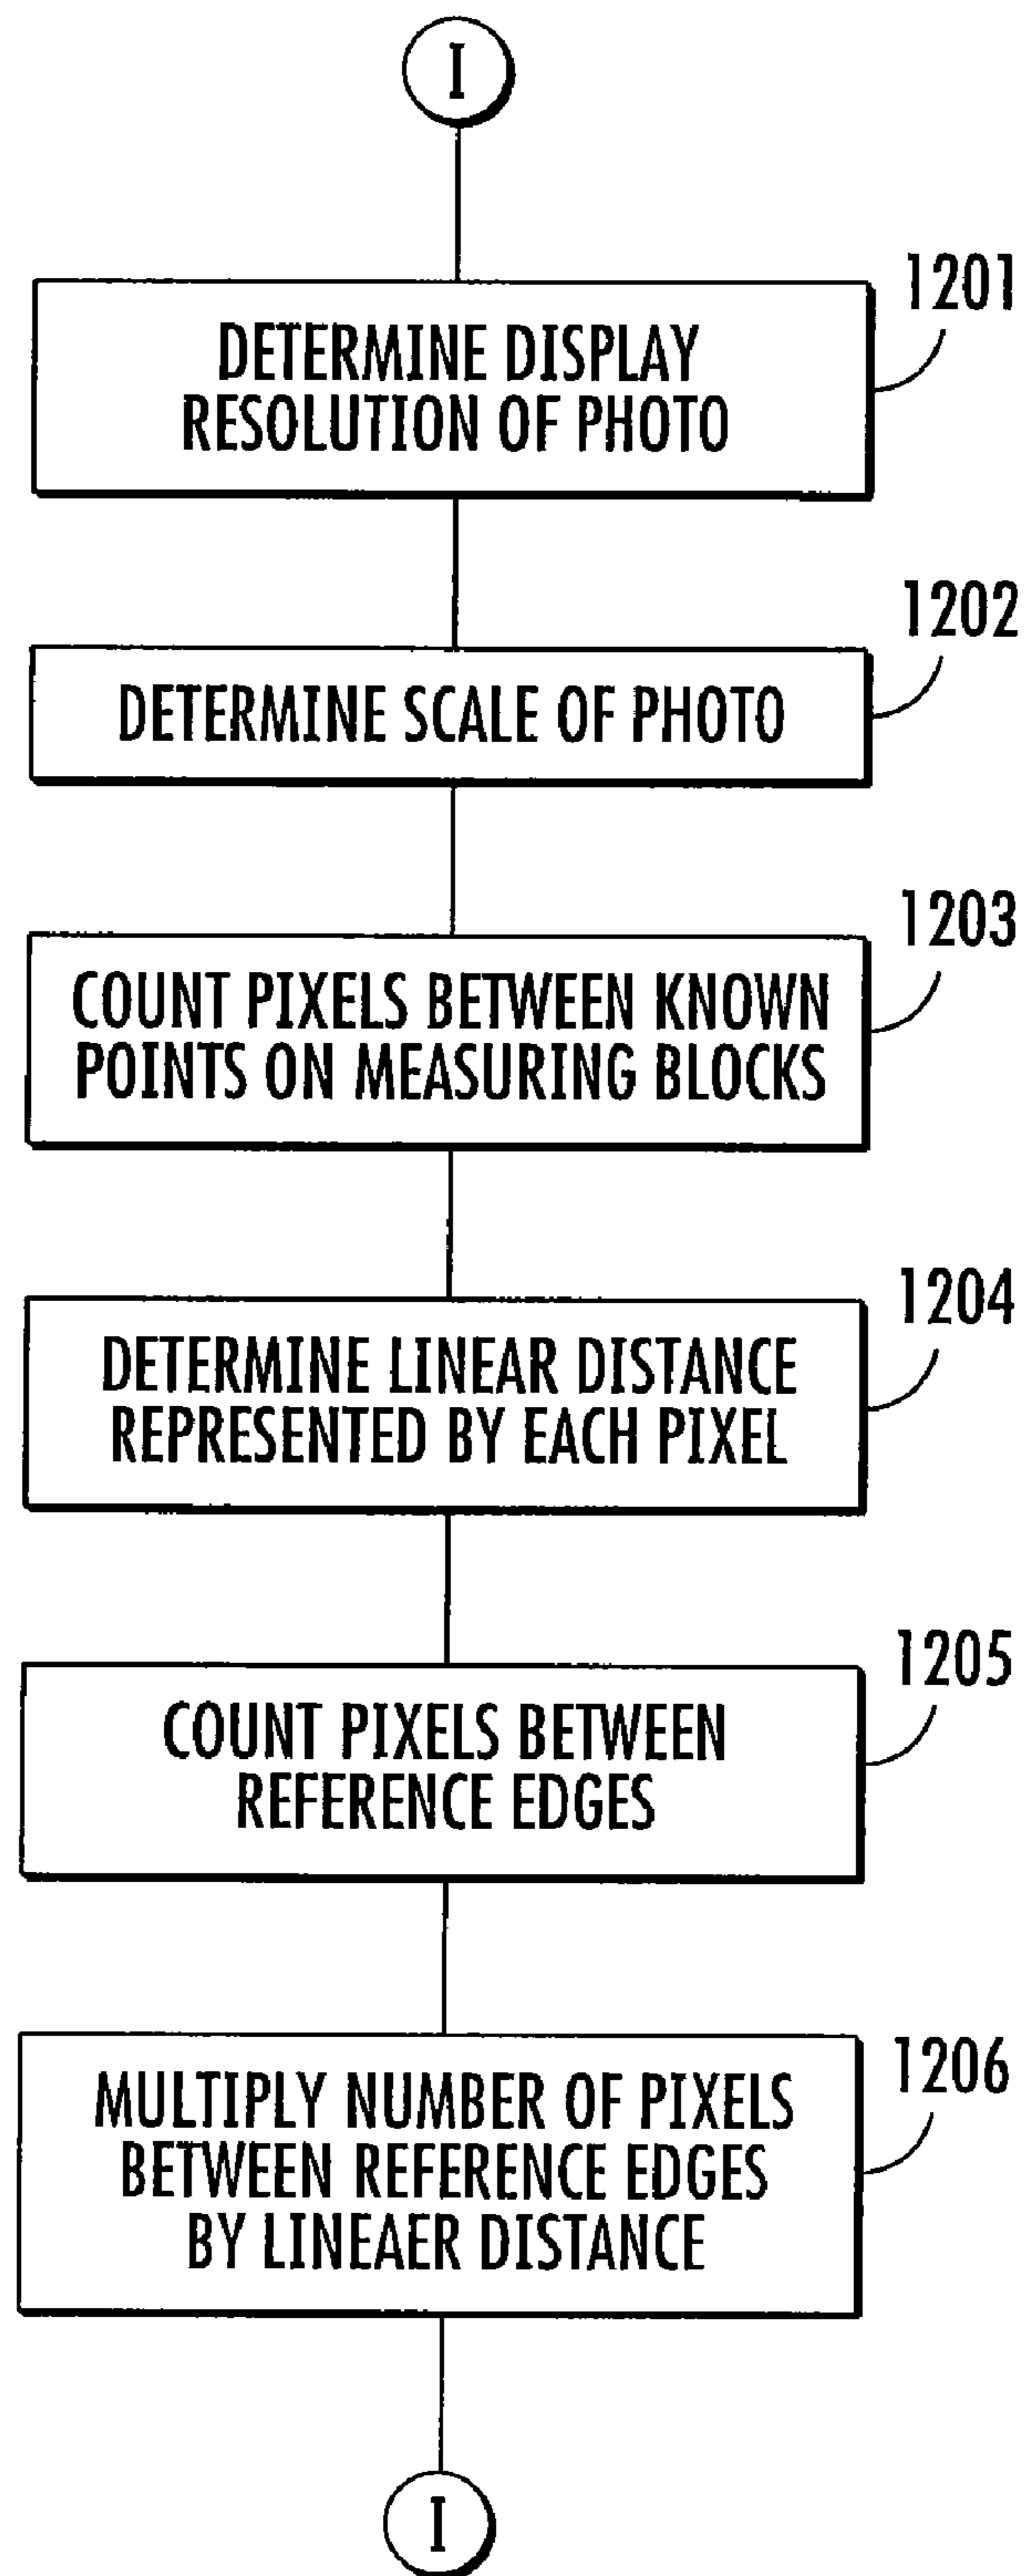 I
1201
DETERMINE DISPLAY
RESOLUTION OF PHOTO
1202
DETERMINE SCALE OF PHOTO
1203
COUNT PIXELS BETWEEN KNOWN
POINTS ON MEASURING BLOCKS
1204
DETERMINE LINEAR DISTANCE
REPRESENTED BY EACH PIXEL
1205
COUNT PIXELS BETWEEN
REFERENCE EDGES
1206
MULTIPLY NUMBER OF PIXELS
BETWEEN REFERENCE EDGES
BY LINEAER DISTANCE
I